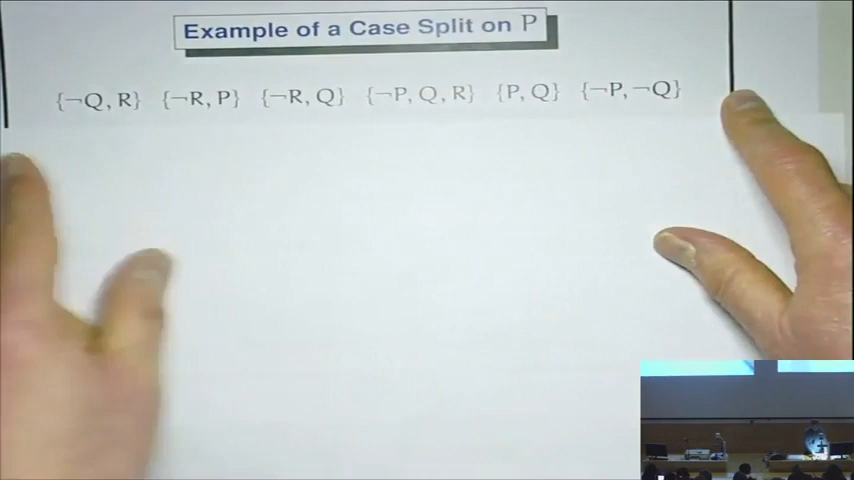 Example of a Case Split on P
{¬Q, R} {¬R, P} {¬R, Q} {¬P, Q, R} {P, Q} {¬P, ¬Q}